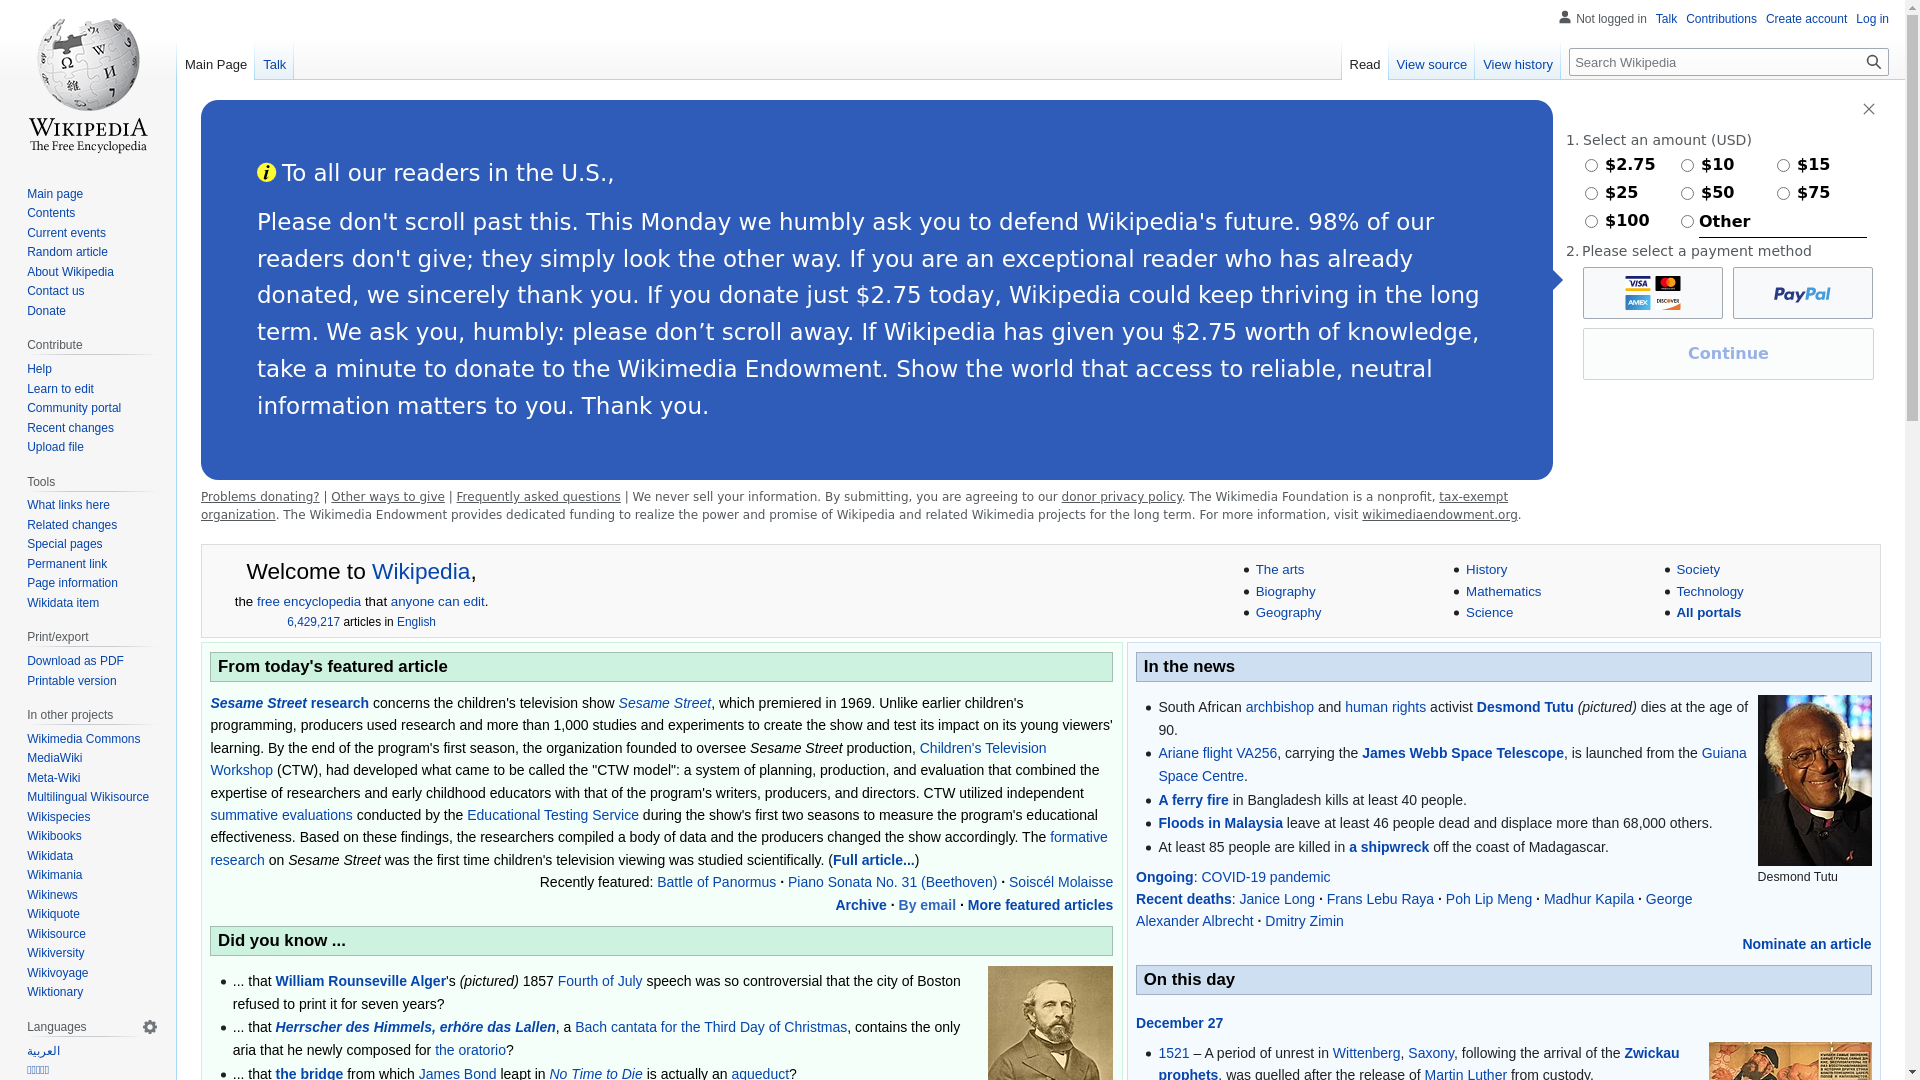 Not logged in Talk Contributions Create account Log in
Main Page Talk Read View source View history Search Wikipedia
WIKIPEDIA
The Free Encyclopedia
Main page
Contents
Current events
Random article
About Wikipedia
Contact us
Donate
Contribute
Help
Learn to edit
Community portal
Recent changes
Upload file
Tools
What links here
Related changes
Special pages
Permanent link
Page information
Wikidata item
Print/export
Download as PDF
Printable version
In other projects
Wikimedia Commons
MediaWiki
Meta-Wiki
Multilingual Wikisource
Wikispecies
Wikibooks
Wikidata
Wikimania
Wikinews
Wikiquote
Wikisource
Wikiversity
Wikivoyage
Wiktionary
Languages
العربية
To all our readers in the U.S.,
Please don't scroll past this. This Monday we humbly ask you to defend Wikipedia's future. 98% of our
readers don't give; they simply look the other way. If you are an exceptional reader who has already
donated, we sincerely thank you. If you donate just $2.75 today, Wikipedia could keep thriving in the long
term. We ask you, humbly: please don’t scroll away. If Wikipedia has given you $2.75 worth of knowledge,
take a minute to donate to the Wikimedia Endowment. Show the world that access to reliable, neutral
information matters to you. Thank you.
1. Select an amount (USD)
$2.75 $10 $15
$25 $50 $75
$100 Other
2. Please select a payment method
VISA AMEX DISCOVER PayPal
Continue
Problems donating? | Other ways to give | Frequently asked questions | We never sell your information. By submitting, you are agreeing to our donor privacy policy. The Wikimedia Foundation is a nonprofit, tax-exempt
organization. The Wikimedia Endowment provides dedicated funding to realize the power and promise of Wikipedia and related Wikimedia projects for the long term. For more information, visit wikimediaendowment.org.
Welcome to Wikipedia,
the free encyclopedia that anyone can edit.
6,429,217 articles in English
The arts History Society
Biography Mathematics Technology
Geography Science All portals
From today's featured article
Sesame Street research concerns the children's television show Sesame Street, which premiered in 1969. Unlike earlier children's
programming, producers used research and more than 1,000 studies and experiments to create the show and test its impact on its young viewers'
learning. By the end of the program's first season, the organization founded to oversee Sesame Street production, Children's Television
Workshop (CTW), had developed what came to be called the "CTW model": a system of planning, production, and evaluation that combined the
expertise of researchers and early childhood educators with that of the program's writers, producers, and directors. CTW utilized independent
summative evaluations conducted by the Educational Testing Service during the show's first two seasons to measure the program's educational
effectiveness. Based on these findings, the researchers compiled a body of data and the producers changed the show accordingly. The formative
research on Sesame Street was the first time children's television viewing was studied scientifically. (Full article...)
Recently featured: Battle of Panormus · Piano Sonata No. 31 (Beethoven) · Soiscél Molaisse
Archive · By email · More featured articles
Did you know ...
... that William Rounseville Alger's (pictured) 1857 Fourth of July speech was so controversial that the city of Boston
refused to print it for seven years?
... that Herrscher des Himmels, erhöre das Lallen, a Bach cantata for the Third Day of Christmas, contains the only
aria that he newly composed for the oratorio?
... that the bridge from which James Bond leapt in No Time to Die is actually an aqueduct?
In the news
South African archbishop and human rights activist Desmond Tutu (pictured) dies at the age of
90.
Ariane flight VA256, carrying the James Webb Space Telescope, is launched from the Guiana
Space Centre.
A ferry fire in Bangladesh kills at least 40 people.
Floods in Malaysia leave at least 46 people dead and displace more than 68,000 others.
At least 85 people are killed in a shipwreck off the coast of Madagascar.
Desmond Tutu
Ongoing: COVID-19 pandemic
Recent deaths: Janice Long · Frans Lebu Raya · Poh Lip Meng · Madhur Kapila · George
Alexander Albrecht · Dmitry Zimin
Nominate an article
On this day
December 27
1521 – A period of unrest in Wittenberg, Saxony, following the arrival of the Zwickau
prophets, was quelled after the release of Martin Luther from custody.